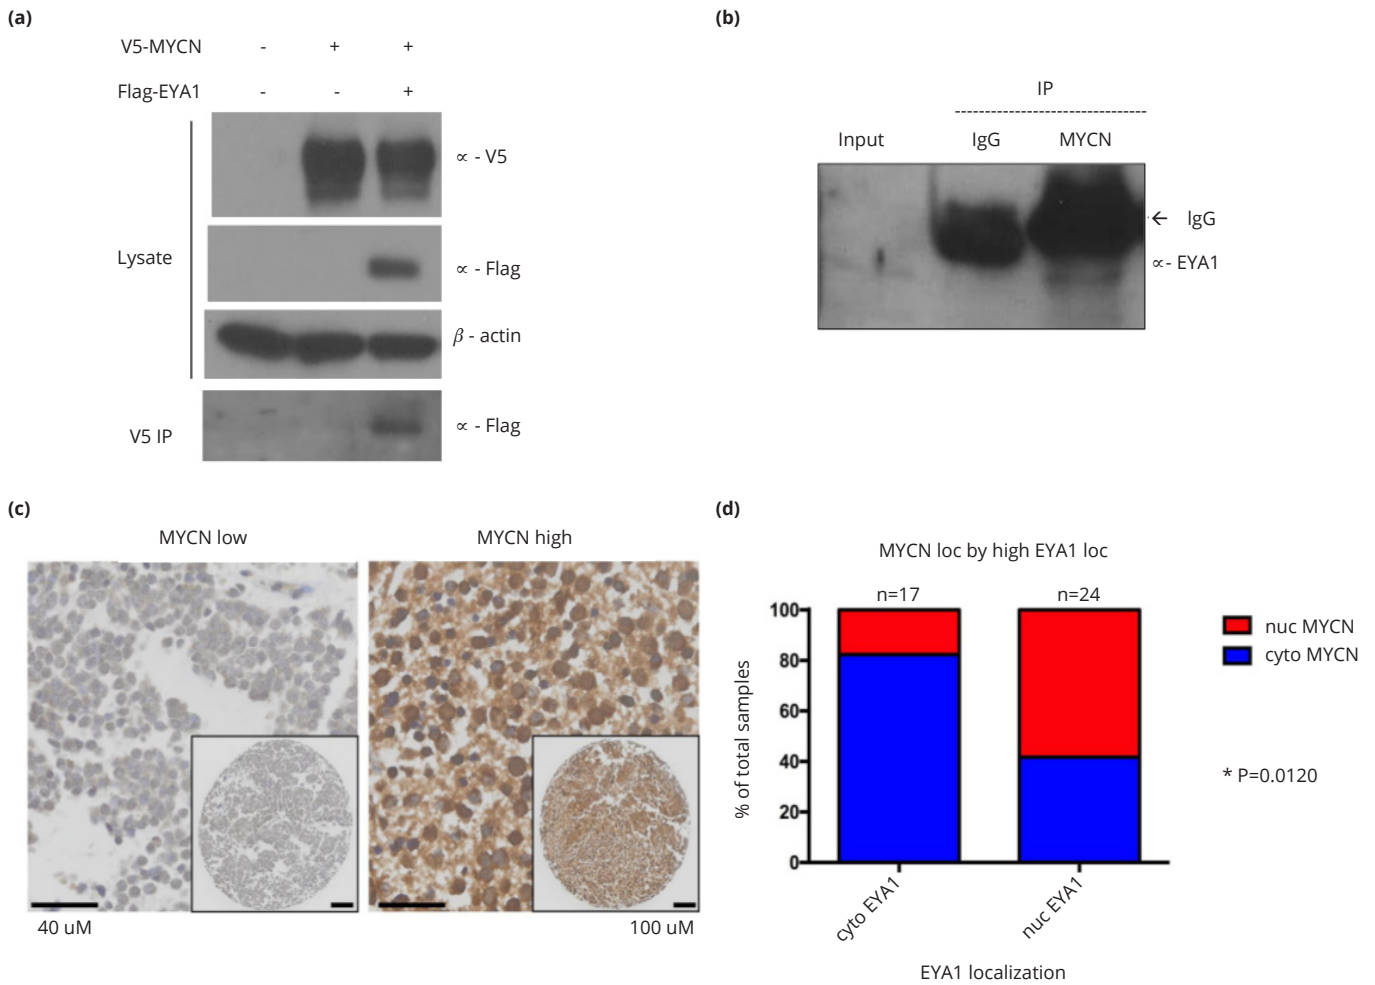 (a)
V5-MYCN - + +
Flag-EYA1 - - +
∝ - V5
Lysate
∝ - Flag
β - actin
V5 IP
∝ - Flag
(b)
IP
Input IgG MYCN
← IgG
∝- EYA1
(c)
MYCN low
MYCN high
40 uM
100 uM
(d)
MYCN loc by high EYA1 loc
n=17 n=24
% of total samples
100
80
60
40
20
0
cyto EYA1
nuc EYA1
EYA1 localization
nuc MYCN
cyto MYCN
* P=0.0120